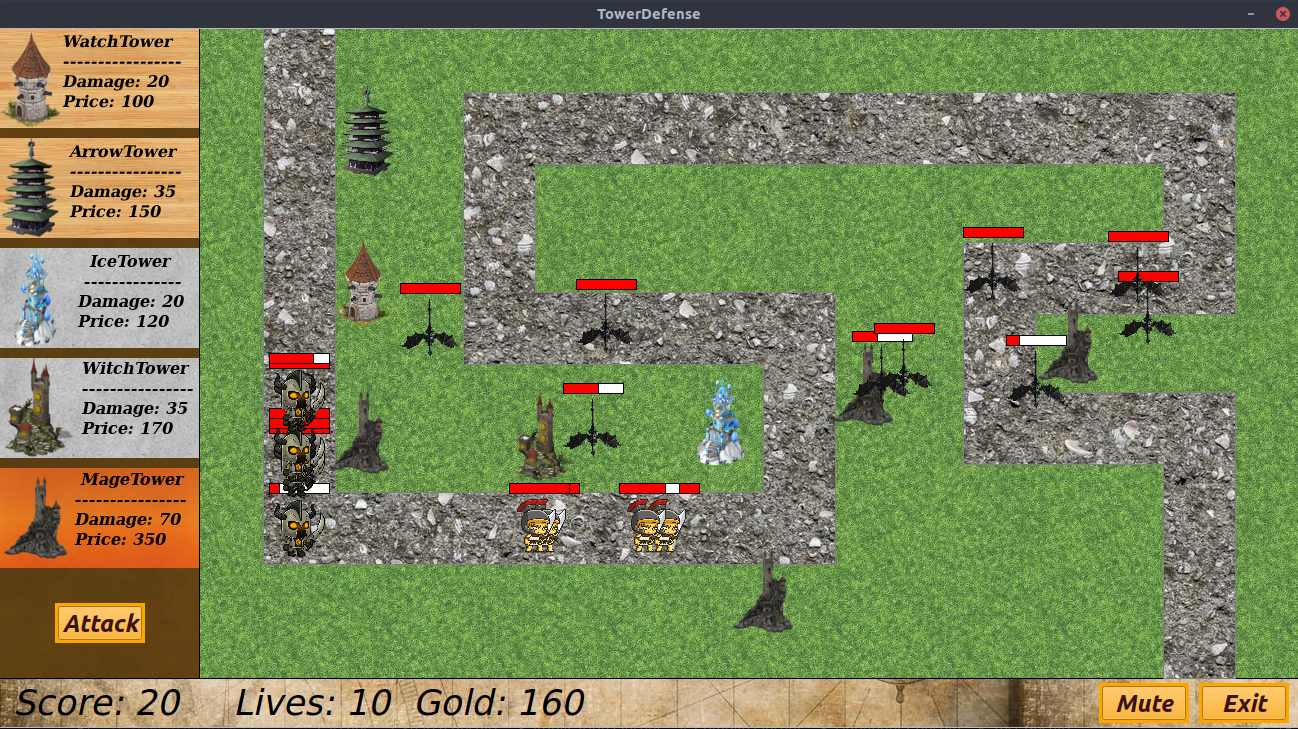 TowerDefense
WatchTower
-----------------
Damage: 20
Price: 100
ArrowTower
----------------
Damage: 35
Price: 150
IceTower
--------------
Damage: 20
Price: 120
WitchTower
----------------
Damage: 35
Price: 170
MageTower
----------------
Damage: 70
Price: 350
Attack
Score: 20 Lives: 10 Gold: 160
Mute Exit